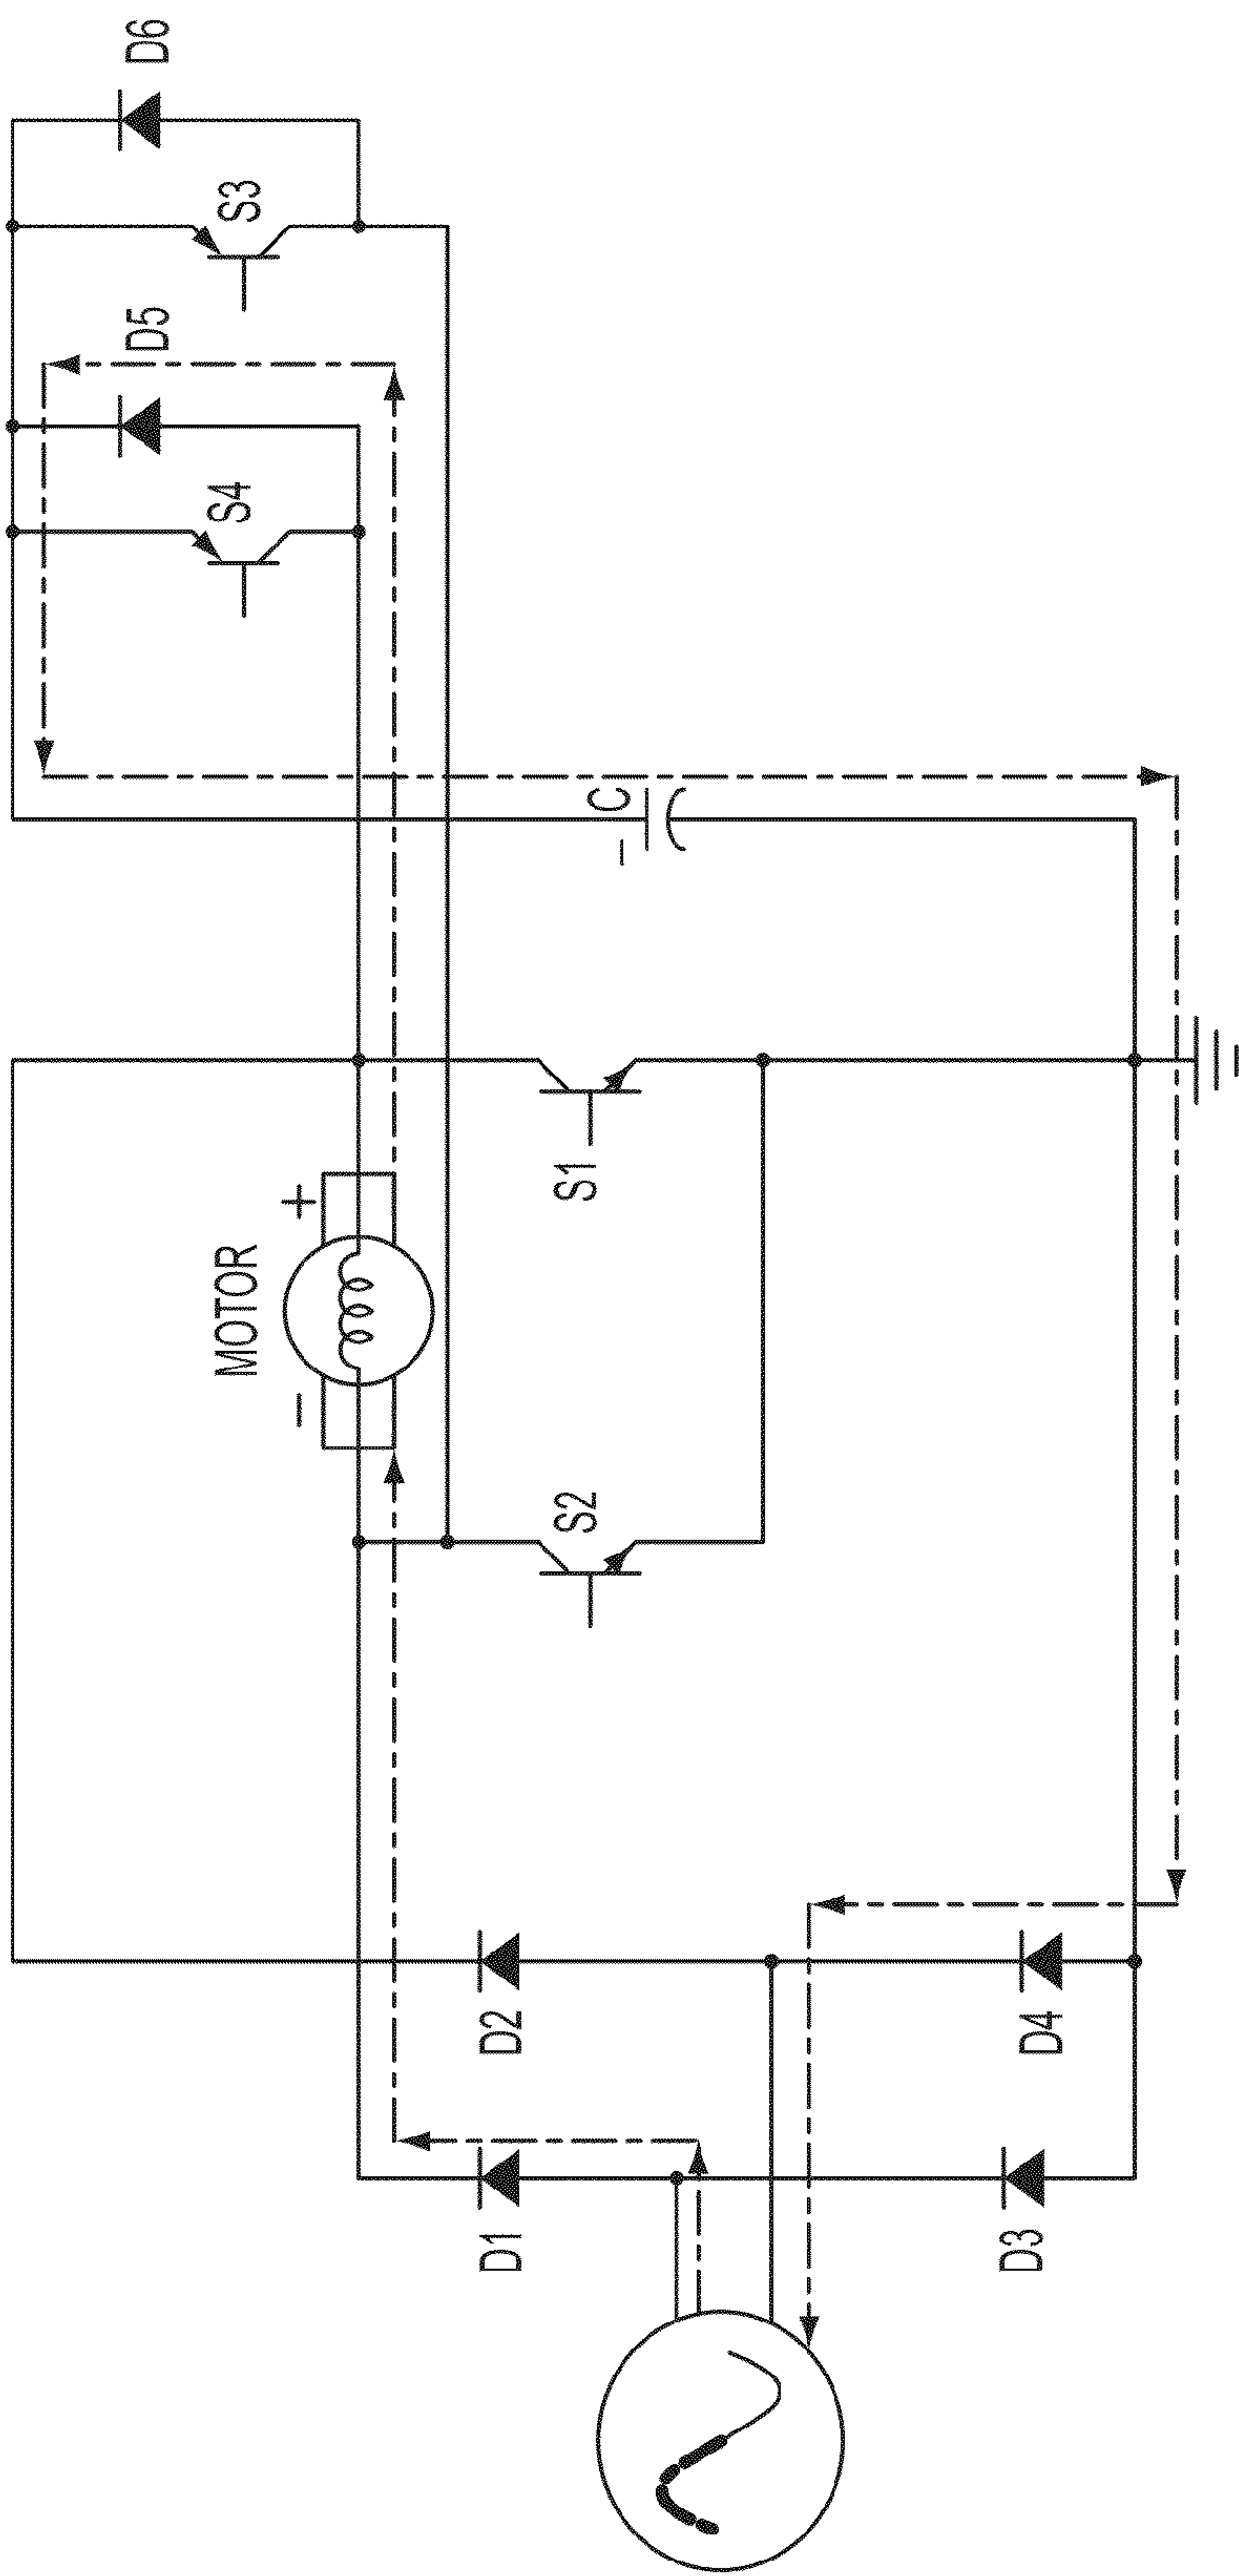 D6
S3
D5
S4
C
–
MOTOR
+
–
S1
S2
D2
D4
D1
D3